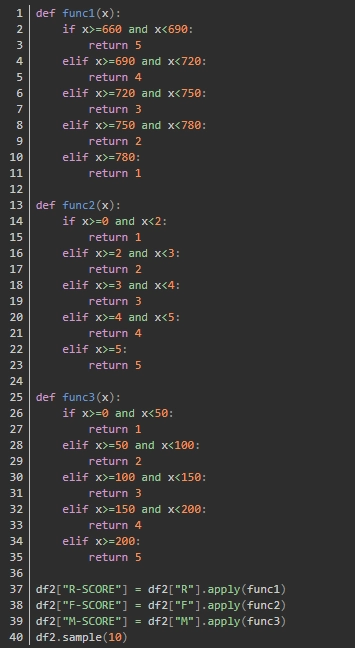 1 def func1(x):
2     if x>=660 and x<690:
3         return 5
4     elif x>=690 and x<720:
5         return 4
6     elif x>=720 and x<750:
7         return 3
8     elif x>=750 and x<780:
9         return 2
10     elif x>=780:
11         return 1
12
13 def func2(x):
14     if x>=0 and x<2:
15         return 1
16     elif x>=2 and x<3:
17         return 2
18     elif x>=3 and x<4:
19         return 3
20     elif x>=4 and x<5:
21         return 4
22     elif x>=5:
23         return 5
24
25 def func3(x):
26     if x>=0 and x<50:
27         return 1
28     elif x>=50 and x<100:
29         return 2
30     elif x>=100 and x<150:
31         return 3
32     elif x>=150 and x<200:
33         return 4
34     elif x>=200:
35         return 5
36
37 df2["R-SCORE"] = df2["R"].apply(func1)
38 df2["F-SCORE"] = df2["F"].apply(func2)
39 df2["M-SCORE"] = df2["M"].apply(func3)
40 df2.sample(10)